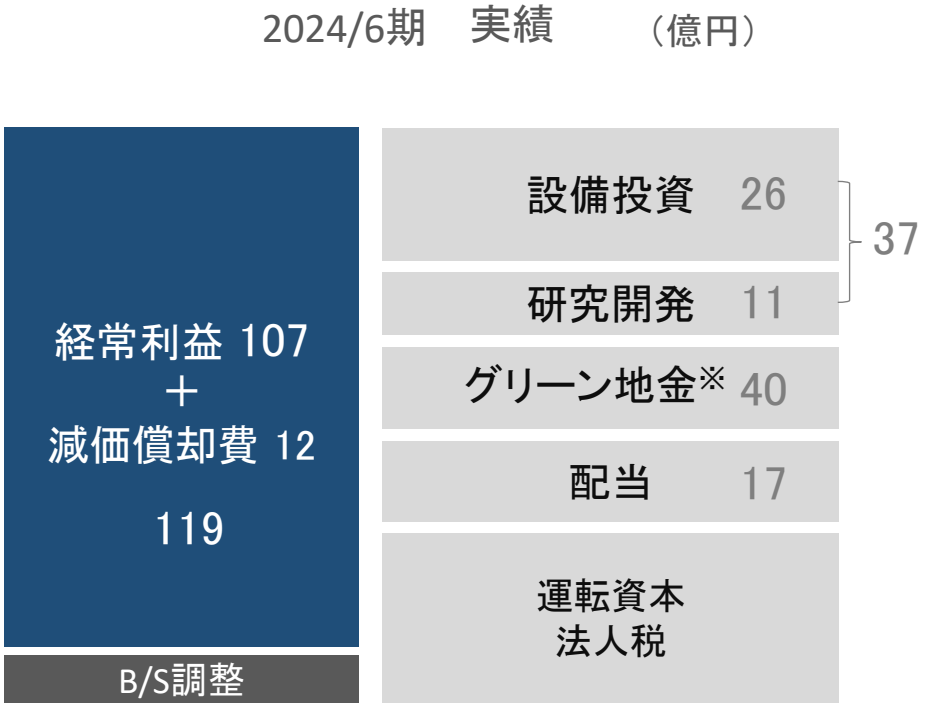 2024/6期 実績 （億円）
経常利益 107
＋
減価償却費 12
119
B/S調整
設備投資 26
研究開発 11
37
グリーン地金※ 40
配当 17
運転資本
法人税